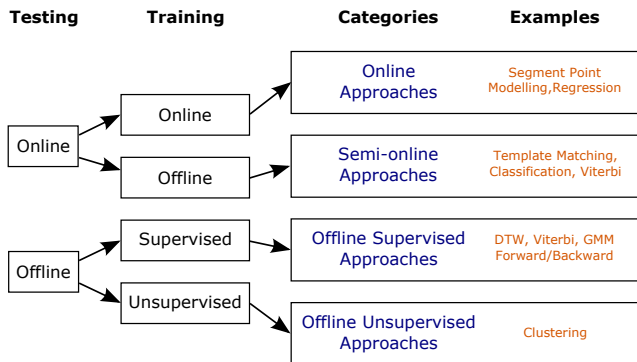 Testing Training Categories Examples
Online
Approaches
Segment Point
Modelling,Regression
Online
Online
Offline
Semi-online
Approaches
Template Matching,
Classification, Viterbi
Supervised
Offline Supervised
Approaches
DTW, Viterbi, GMM
Forward/Backward
Offline
Unsupervised
Offline Unsupervised
Approaches
Clustering